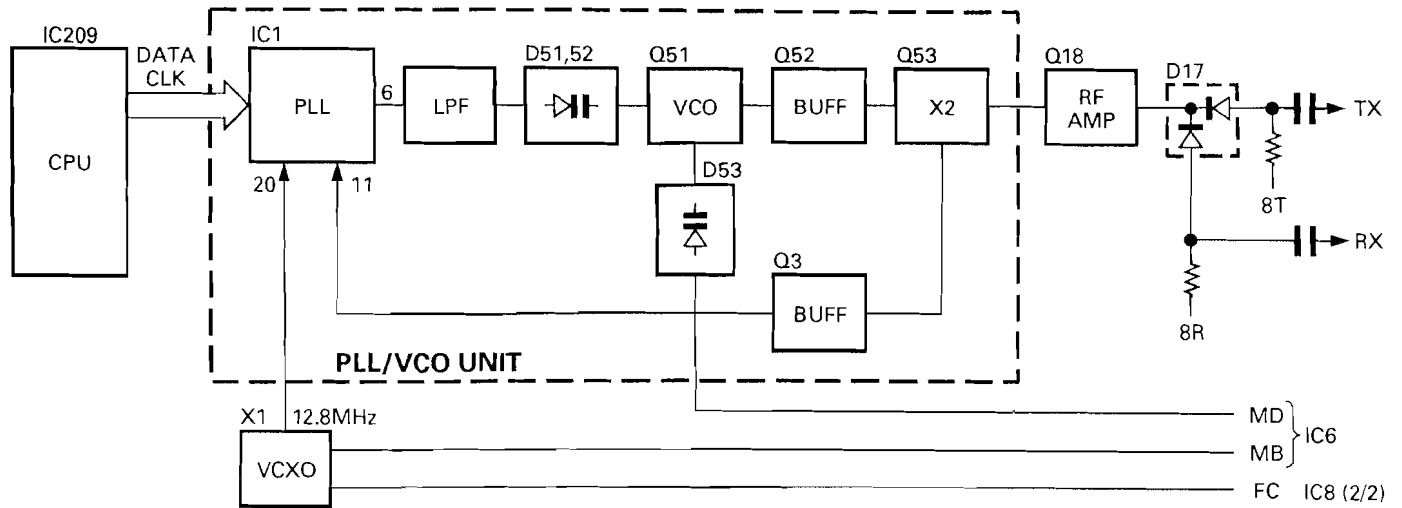 IC209
CPU
DATA
CLK
IC1
PLL
6
20
11
LPF
D51,52
Q51
VCO
Q52
BUFF
Q53
X2
Q18
RF
AMP
D17
TX
8T
RX
8R
D53
Q3
BUFF
PLL/VCO UNIT
X1
12.8MHz
VCXO
MD
MB
IC6
FC
IC8 (2/2)